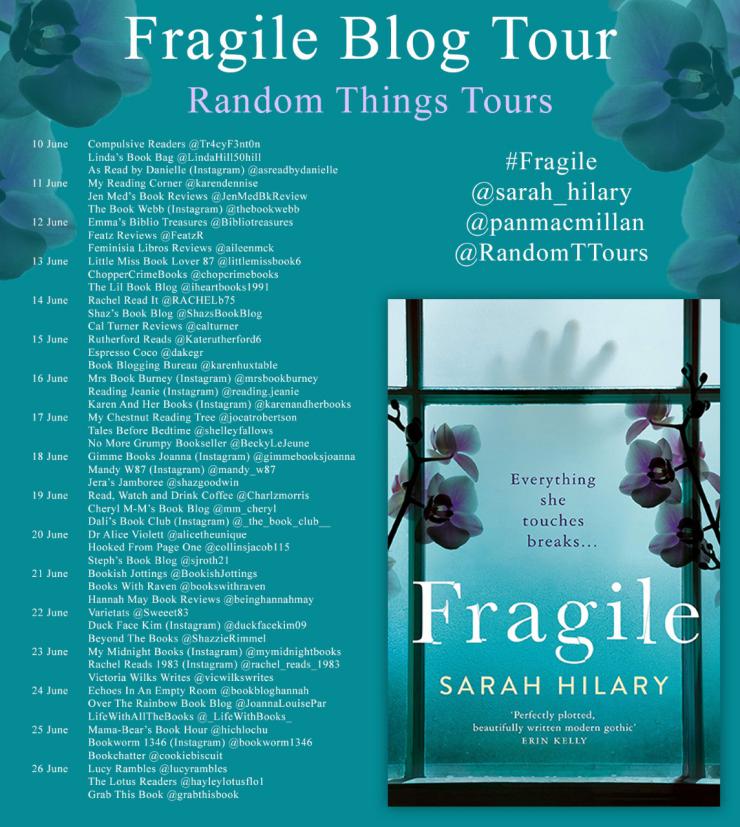 Fragile Blog Tour
Random Things Tours
10 June Compulsive Readers @Tr4cyF3nt0n
Linda's Book Bag @LindaHill50hill
As Read by Danielle (Instagram) @asreadbydanielle
11 June My Reading Corner @karendennise
Jen Med's Book Reviews @JenMedBkReview
The Book Webb (Instagram) @thebookwebb
12 June Emma's Biblio Treasures @Bibliotreasures
Featz Reviews @FeatzR
Feminisia Libros Reviews @aileenmck
13 June Little Miss Book Lover 87 @littlemissbook6
ChopperCrimeBooks @chopcrimebooks
The Lil Book Blog @iheartbooks1991
14 June Rachel Read It @RACHELb75
Shaz's Book Blog @ShazsBookBlog
Cal Turner Reviews @calturner
15 June Rutherford Reads @Katerutherford6
Espresso Coco @dakegr
Book Blogging Bureau @karenhuxtable
16 June Mrs Book Burney (Instagram) @mrsbookburney
Reading Jeanie (Instagram) @reading.jeanie
Karen And Her Books (Instagram) @karenandherbooks
17 June My Chestnut Reading Tree @jocatrobertson
Tales Before Bedtime @shelleyfallows
No More Grumpy Bookseller @BeckyLeJeune
18 June Gimme Books Joanna (Instagram) @gimmebooksjoanna
Mandy W87 (Instagram) @mandy_w87
Jera's Jamboree @shazgoodwin
19 June Read, Watch and Drink Coffee @Charlzmorris
Cheryl M-M's Book Blog @mm_cheryl
Dali's Book Club (Instagram) @_the_book_club__
20 June Dr Alice Violett @alicetheunique
Hooked From Page One @collinsjacob115
Steph's Book Blog @sjroth21
21 June Bookish Jottings @BookishJottings
Books With Raven @bookswithraven
Hannah May Book Reviews @beinghannahmay
22 June Varietats @Sweeet83
Duck Face Kim (Instagram) @duckfacekim09
Beyond The Books @ShazzieRimmel
23 June My Midnight Books (Instagram) @mymidnightbooks
Rachel Reads 1983 (Instagram) @rachel_reads_1983
Victoria Wilks Writes @vicwilkswrites
24 June Echoes In An Empty Room @bookbloghannah
Over The Rainbow Book Blog @JoannaLouisePar
LifeWithAllTheBooks @_LifeWithBooks_
25 June Mama-Bear's Book Hour @hichlochu
Bookworm 1346 (Instagram) @bookworm1346
Bookchatter @cookiebiscuit
26 June Lucy Rambles @lucyrambles
The Lotus Readers @hayleylotusflo1
Grab This Book @grabthisbook
#Fragile
@sarah_hilary
@panmacmillan
@RandomTTours
Everything
she
touches
breaks...
Fragile
SARAH HILARY
'Perfectly plotted,
beautifully written modern gothic'
ERIN KELLY